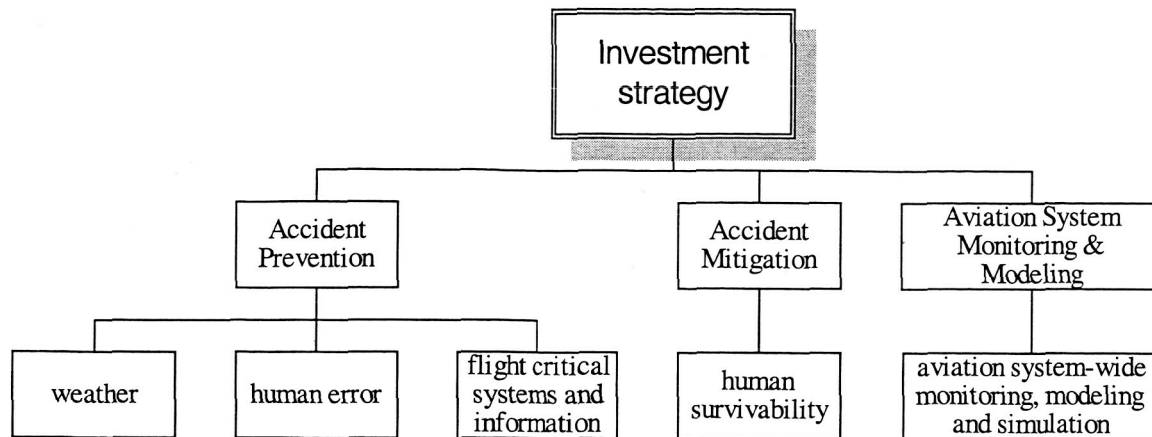 Investment
strategy
Accident
Prevention
Accident
Mitigation
Aviation System
Monitoring &
Modeling
weather
human error
flight critical
systems and
information
human
survivability
aviation system-wide
monitoring, modeling
and simulation